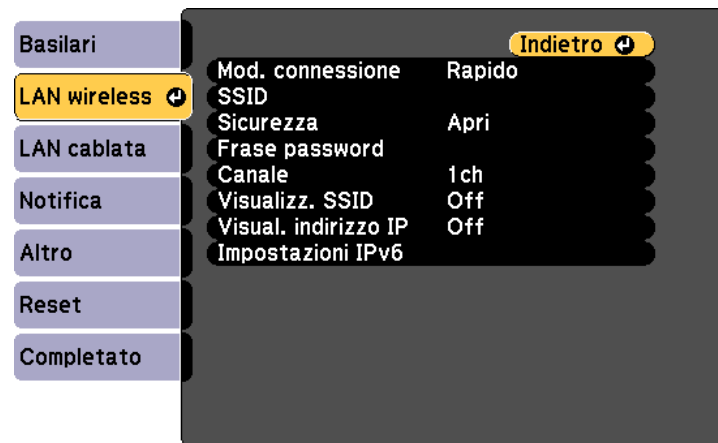 Basilari
LAN wireless
LAN cablata
Notifica
Altro
Reset
Completato
Indietro
Mod. connessione Rapido
SSID
Sicurezza Apri
Frase password
Canale 1ch
Visualizz. SSID Off
Visual. indirizzo IP Off
Impostazioni IPv6